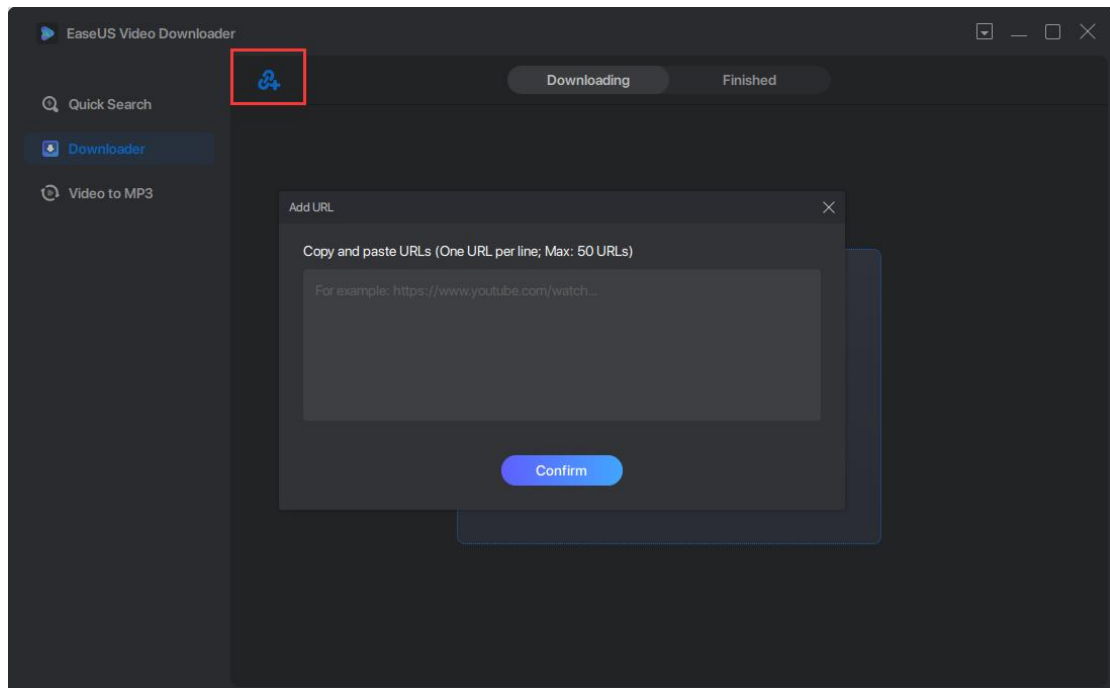 EaseUS Video Downloader
Downloading
Finished
Quick Search
Downloader
Video to MP3
Add URL
Copy and paste URLs (One URL per line; Max: 50 URLs)
For example: https://www.youtube.com/watch...
Confirm